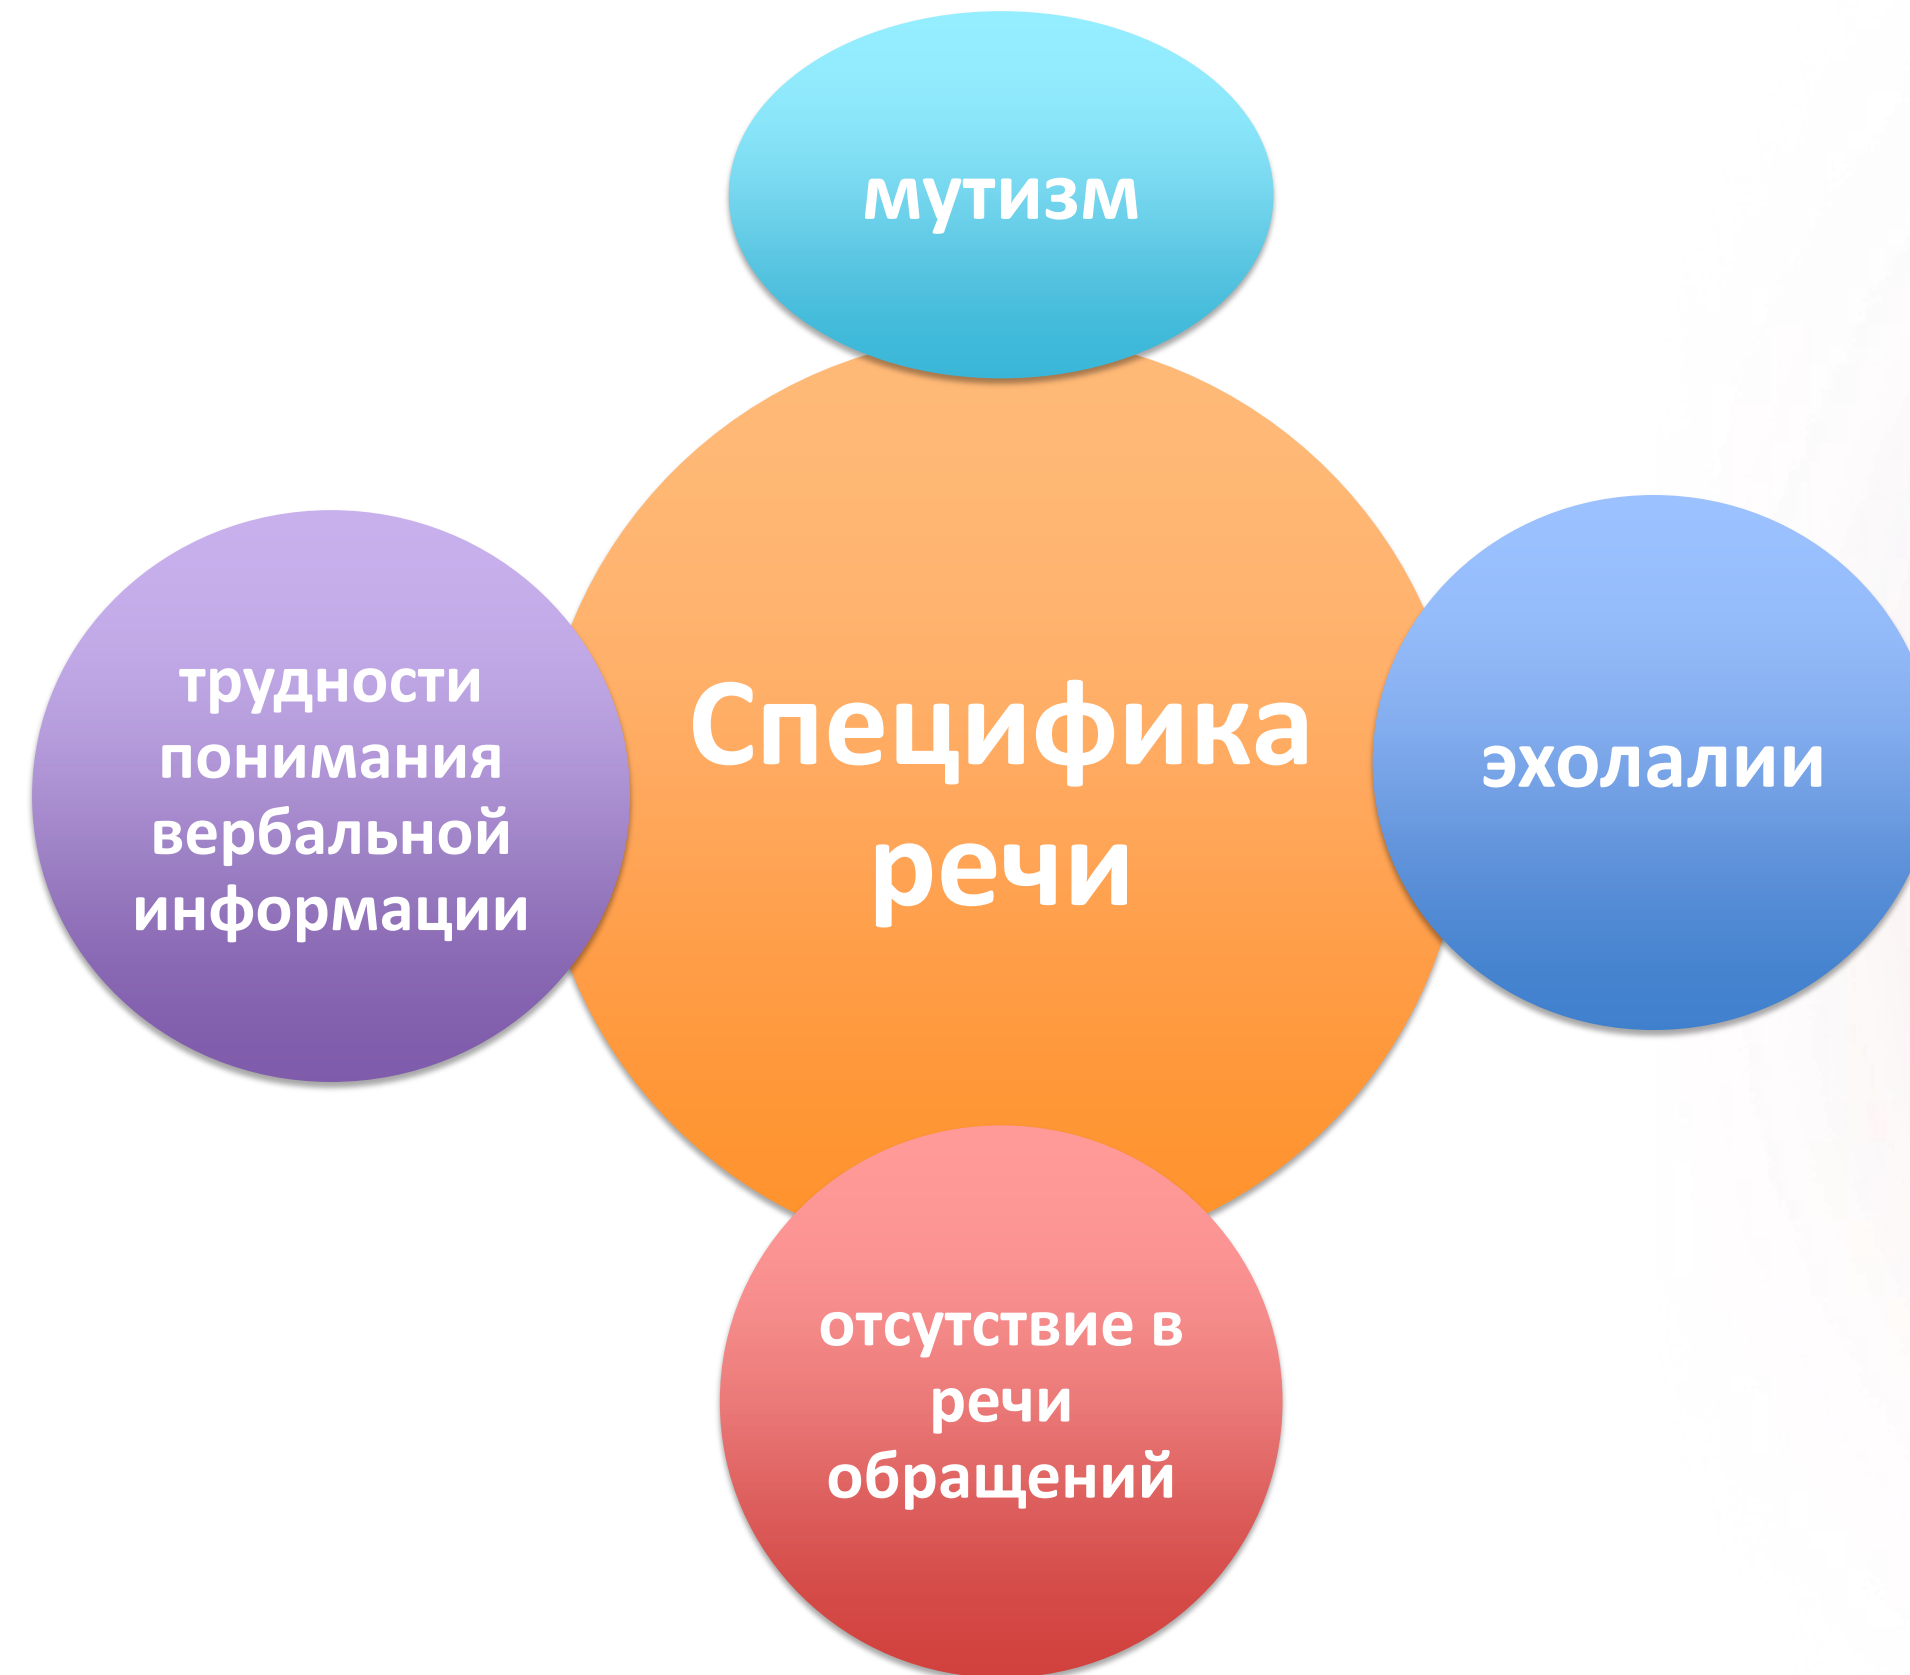 мутизм
трудности
понимания
вербальной
информации
Специфика
речи
эхолалии
отсутствие в
речи
обращений